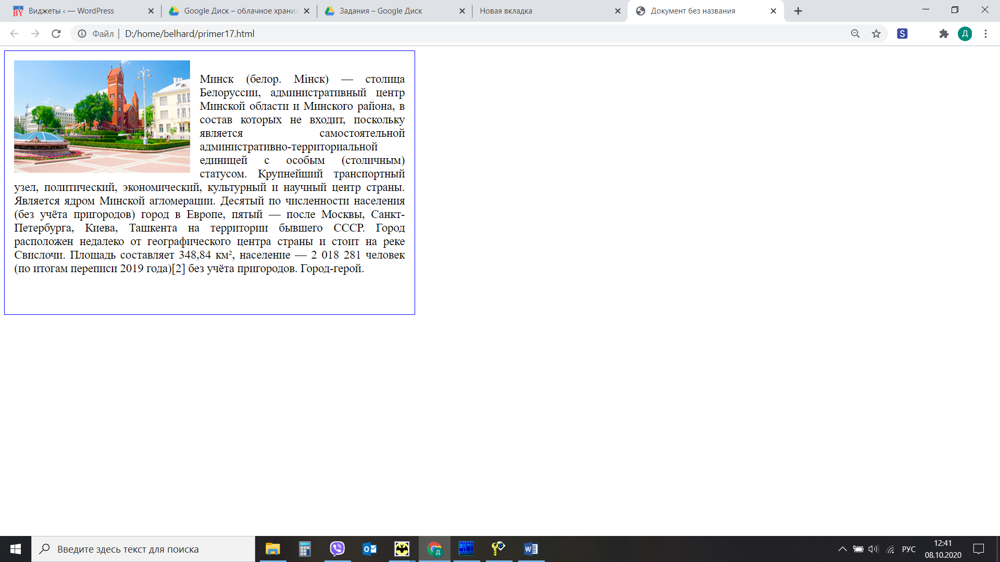 Виджеты ‹ — WordPress
Google Диск – облачное хранил
Задания – Google Диск
Новая вкладка
Документ без названия
Файл
D:/home/belhard/primer17.html
S
Д
Минск (белор. Мінск) — столица
Белоруссии, административный центр
Минской области и Минского района, в
состав которых не входит, поскольку
является самостоятельной
административно-территориальной
единицей с особым (столичным)
статусом. Крупнейший транспортный
узел, политический, экономический, культурный и научный центр страны.
Является ядром Минской агломерации. Десятый по численности населения
(без учёта пригородов) город в Европе, пятый — после Москвы, Санкт-
Петербурга, Киева, Ташкента на территории бывшего СССР. Город
расположен недалеко от географического центра страны и стоит на реке
Свислочи. Площадь составляет 348,84 км², население — 2 018 281 человек
(по итогам переписи 2019 года)[2] без учёта пригородов. Город-герой.
Введите здесь текст для поиска
РУС
12:41
08.10.2020